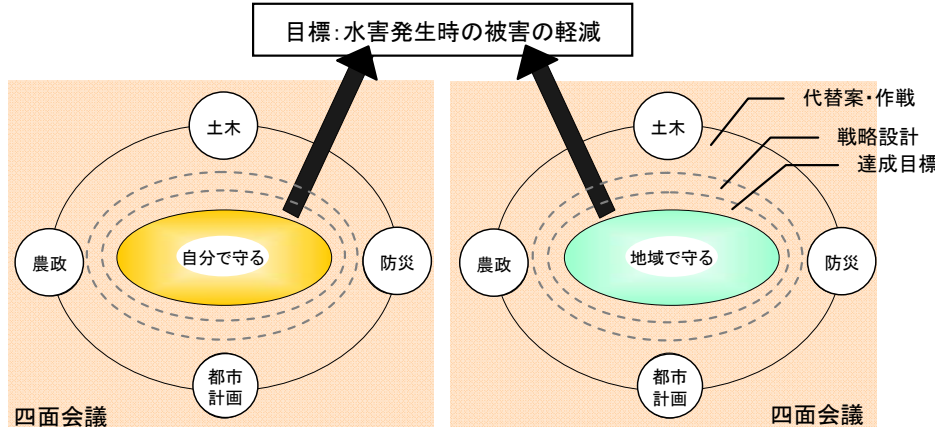 目標：水害発生時の被害の軽減
土木
農政
自分で守る
防災
都市
計画
四面会議
代替案・作戦
戦略設計
達成目標
土木
農政
地域で守る
防災
都市
計画
四面会議